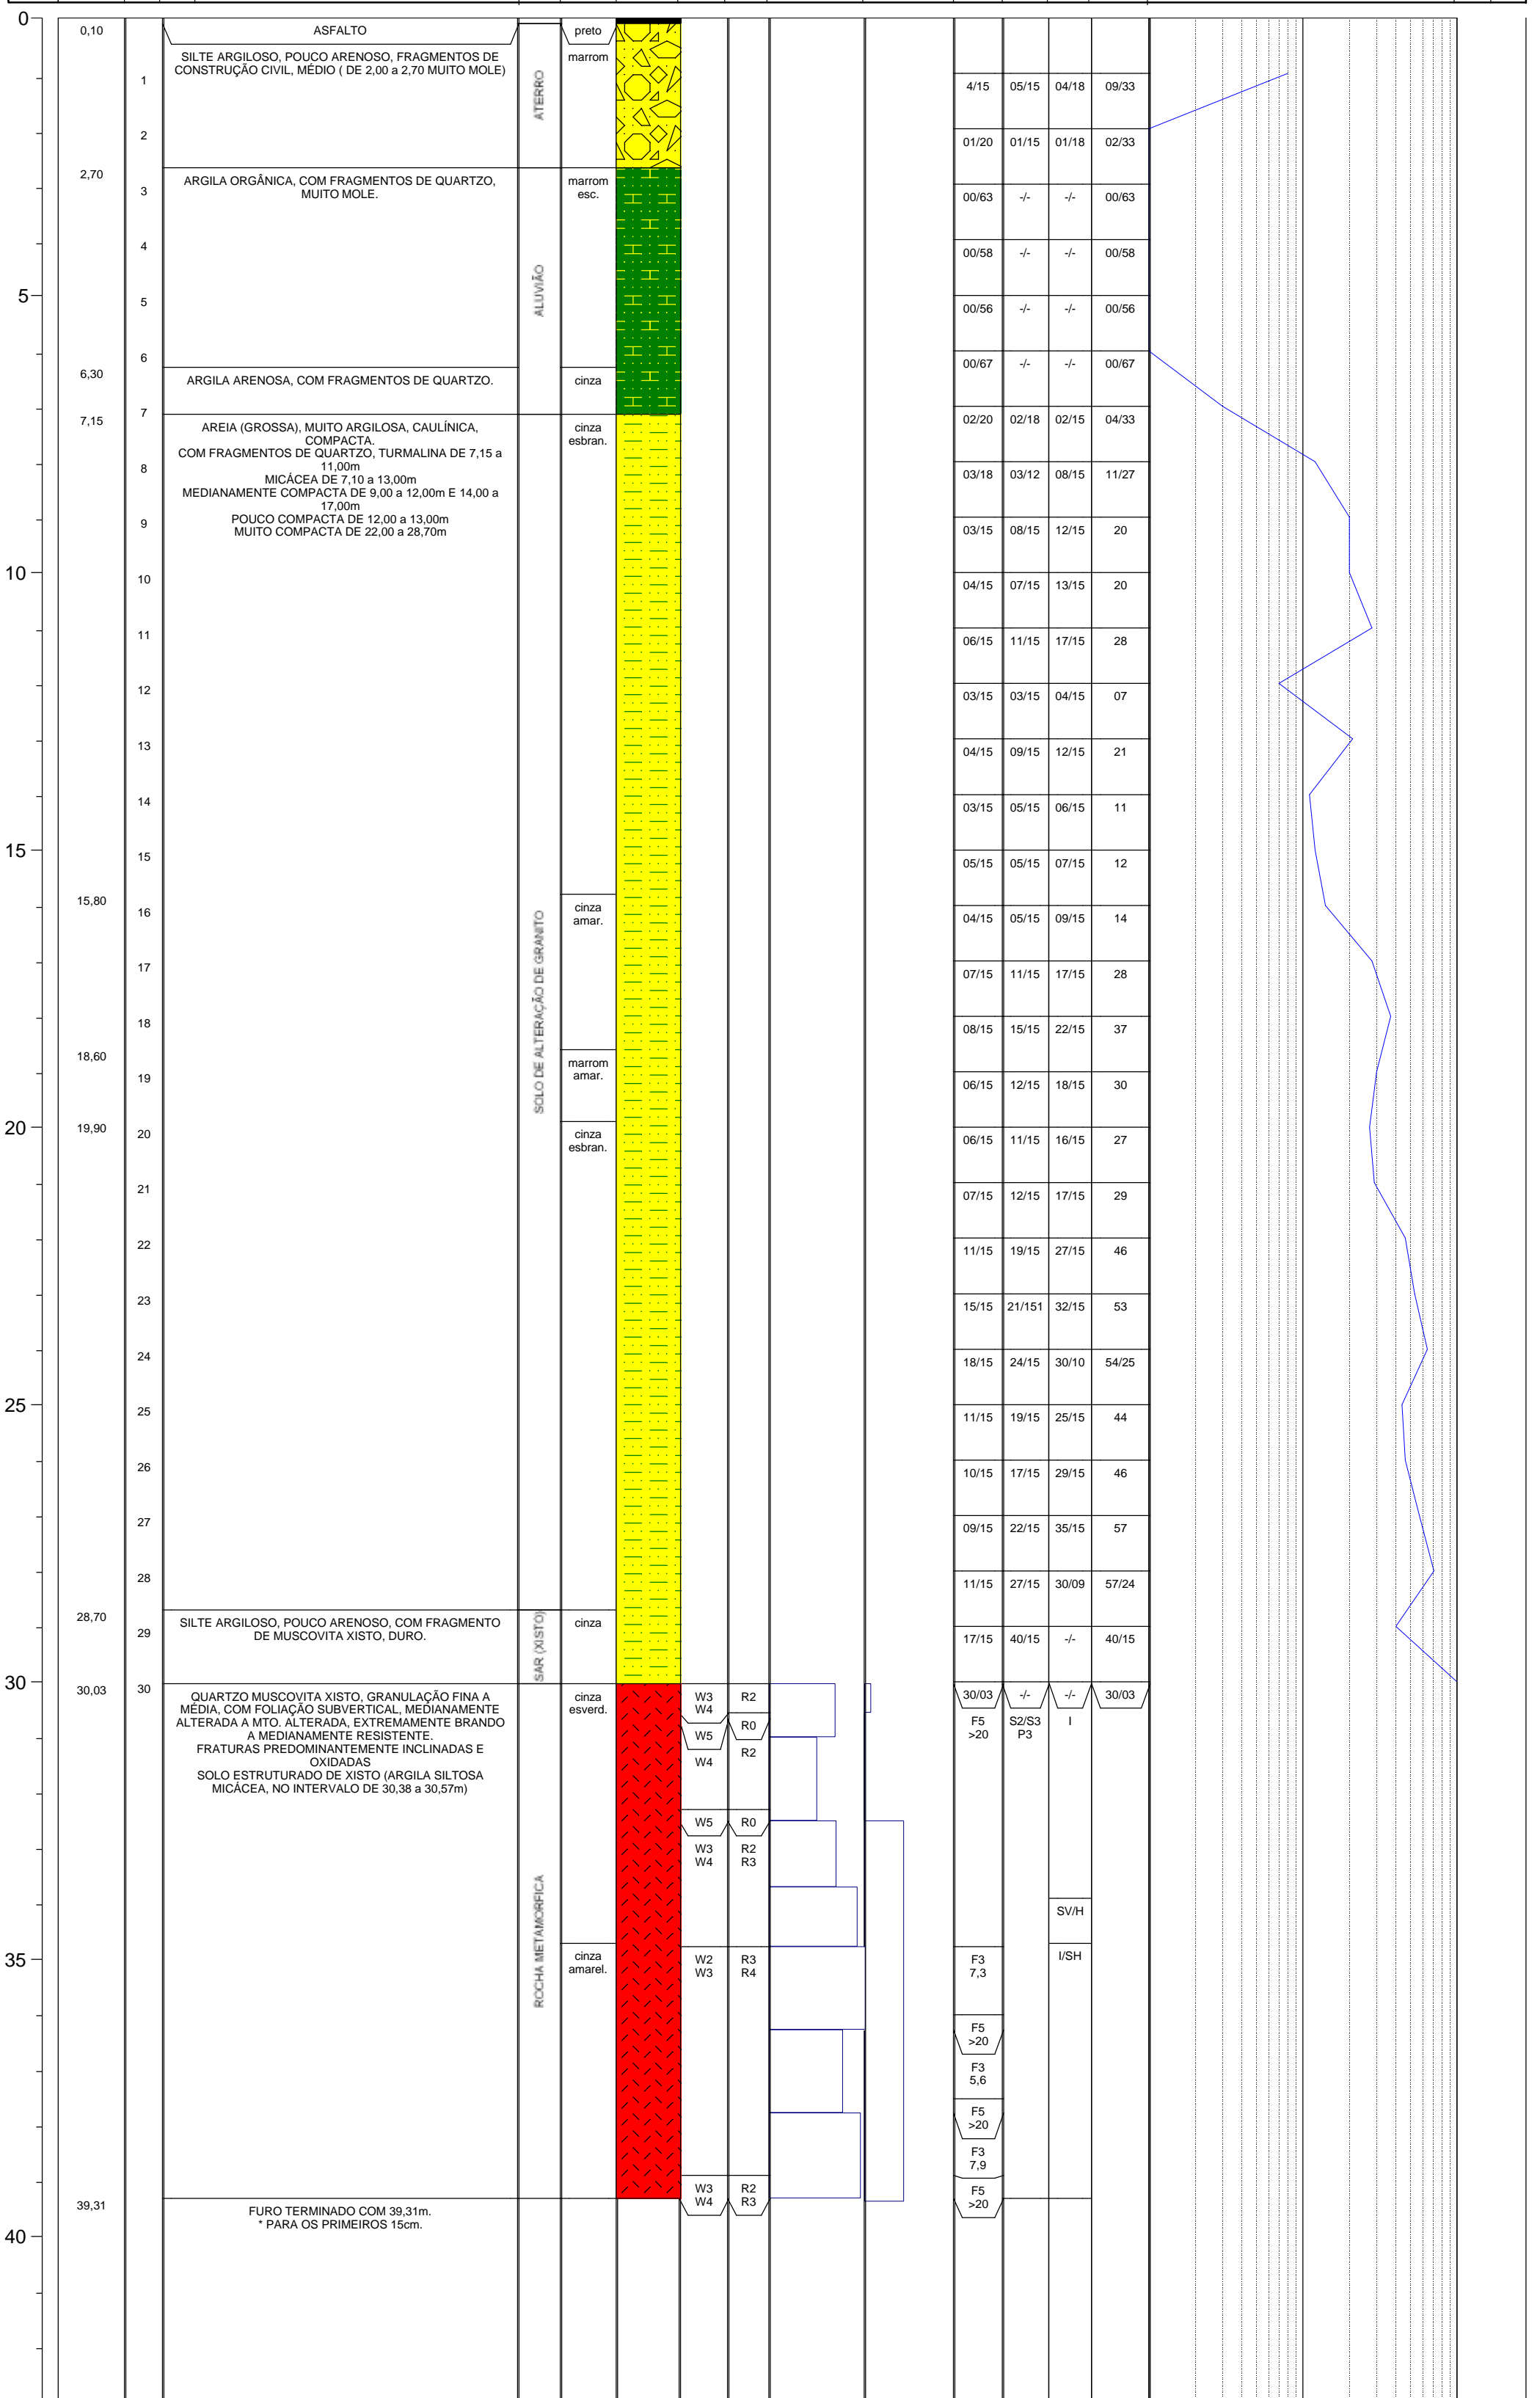 0
0,10
ASFALTO
preto
SILTE ARGILOSO, POUCO ARENOSO, FRAGMENTOS DE
CONSTRUÇÃO CIVIL, MÉDIO ( DE 2,00 a 2,70 MUITO MOLE)
ATERRO
marrom
1
4/15 05/15 04/18 09/33
2
01/20 01/15 01/18 02/33
2,70
ARGILA ORGÂNICA, COM FRAGMENTOS DE QUARTZO,
MUITO MOLE.
marrom
esc.
3
00/63 -/- -/- 00/63
4
00/58 -/- -/- 00/58
ALUVIÃO
5
5
00/56 -/- -/- 00/56
6
00/67 -/- -/- 00/67
6,30
ARGILA ARENOSA, COM FRAGMENTOS DE QUARTZO.
cinza
7
02/20 02/18 02/15 04/33
7,15
AREIA (GROSSA), MUITO ARGILOSA, CAULÍNICA,
COMPACTA.
COM FRAGMENTOS DE QUARTZO, TURMALINA DE 7,15 a
11,00m
MICÁCEA DE 7,10 a 13,00m
MEDIANAMENTE COMPACTA DE 9,00 a 12,00m E 14,00 a
17,00m
POUCO COMPACTA DE 12,00 a 13,00m
MUITO COMPACTA DE 22,00 a 28,70m
cinza
esbran.
8
03/18 03/12 08/15 11/27
9
03/15 08/15 12/15 20
10
10
04/15 07/15 13/15 20
11
06/15 11/15 17/15 28
12
03/15 03/15 04/15 07
13
04/15 09/15 12/15 21
14
03/15 05/15 06/15 11
15
15
05/15 05/15 07/15 12
15,80
cinza
amar.
16
04/15 05/15 09/15 14
SOLO DE ALTERAÇÃO DE GRANITO
17
07/15 11/15 17/15 28
18
08/15 15/15 22/15 37
18,60
marrom
amar.
19
06/15 12/15 18/15 30
20
19,90
cinza
esbran.
20
06/15 11/15 16/15 27
21
07/15 12/15 17/15 29
22
11/15 19/15 27/15 46
23
15/15 21/151 32/15 53
24
18/15 24/15 30/10 54/25
25
25
11/15 19/15 25/15 44
26
10/15 17/15 29/15 46
27
09/15 22/15 35/15 57
28
11/15 27/15 30/09 57/24
28,70
SILTE ARGILOSO, POUCO ARENOSO, COM FRAGMENTO
DE MUSCOVITA XISTO, DURO.
SAR (XISTO)
cinza
29
17/15 40/15 -/- 40/15
30
30,03
30
QUARTZO MUSCOVITA XISTO, GRANULAÇÃO FINA A
MÉDIA, COM FOLIAÇÃO SUBVERTICAL, MEDIANAMENTE
ALTERADA A MTO. ALTERADA, EXTREMAMENTE BRANDO
A MEDIANAMENTE RESISTENTE.
FRATURAS PREDOMINANTEMENTE INCLINADAS E
OXIDADAS
SOLO ESTRUTURADO DE XISTO (ARGILA SILTOSA
MICÁCEA, NO INTERVALO DE 30,38 a 30,57m)
cinza
esverd.
W3
W4
R2
30/03 -/- -/- 30/03
F5
>20
S2/S3
P3
I
W5
R0
W4
R2
W5
R0
W3
W4
R2
R3
ROCHA METAMORFICA
SV/H
35
cinza
amarel.
W2
W3
R3
R4
F3
7,3
I/SH
F5
>20
F3
5,6
F5
>20
F3
7,9
W3
W4
R2
R3
F5
>20
39,31
FURO TERMINADO COM 39,31m.
* PARA OS PRIMEIROS 15cm.
40